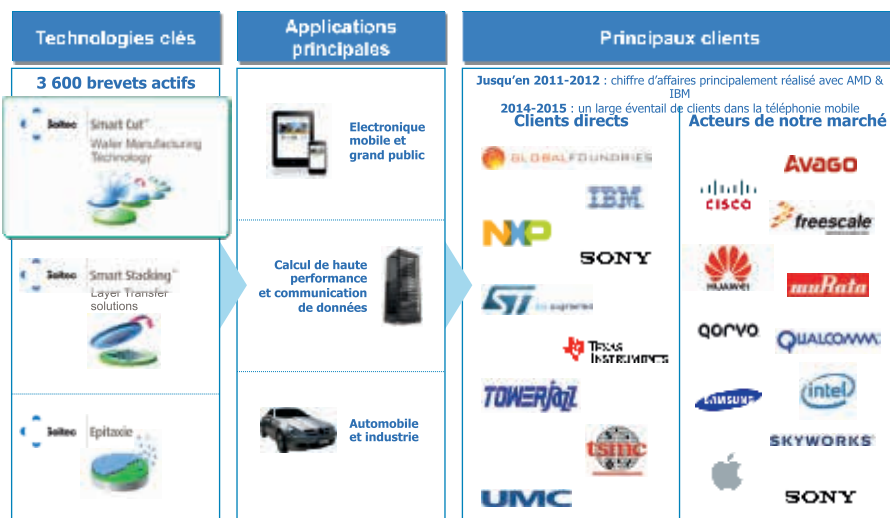 Technologies clés
Applications
principales
Principaux clients
3 600 brevets actifs
Soitec
Smart Cut™
Wafer Manufacturing
Technology
Soitec
Smart Stacking™
Layer Transfer
solutions
Soitec
Epitaxie
Electronique
mobile et
grand public
Calcul de haute
performance
et communication
de données
Automobile
et industrie
Jusqu'en 2011-2012 : chiffre d'affaires principalement réalisé avec AMD &
IBM
2014-2015 : un large éventail de clients dans la téléphonie mobile
Clients directs
GLOBALFOUNDRIES
IBM
NXP
SONY
ST
TEXAS
INSTRUMENTS
TOWERJAZZ
tsmc
UMC
Acteurs de notre marché
AVAGO
CISCO
freescale
HUAWEI
muRata
QORVO
QUALCOMM
SAMSUNG
intel
SKYWORKS
SONY